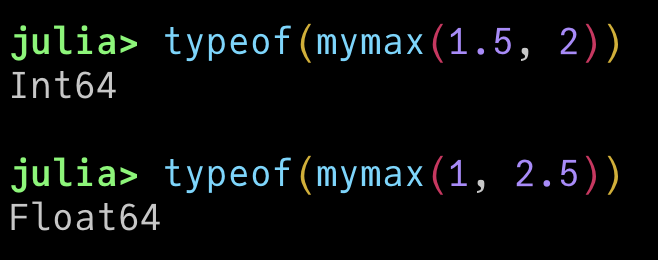 julia> typeof(mymax(1.5, 2))
Int64
julia> typeof(mymax(1, 2.5))
Float64